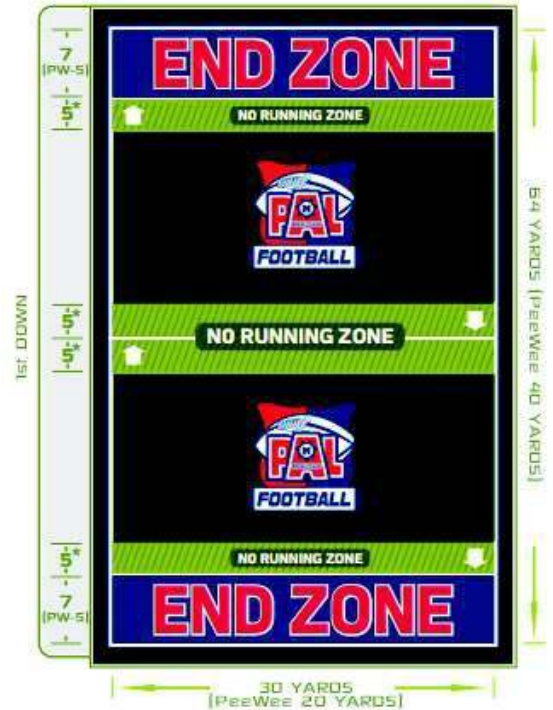 7
(PW-5)
5*
END ZONE
NO RUNNING ZONE
PAL
FOOTBALL
1st DOWN
5*
5*
NO RUNNING ZONE
64 YARDS (PeeWee 40 YARDS)
PAL
FOOTBALL
5*
NO RUNNING ZONE
7
(PW-5)
END ZONE
30 YARDS
(PeeWee 20 YARDS)